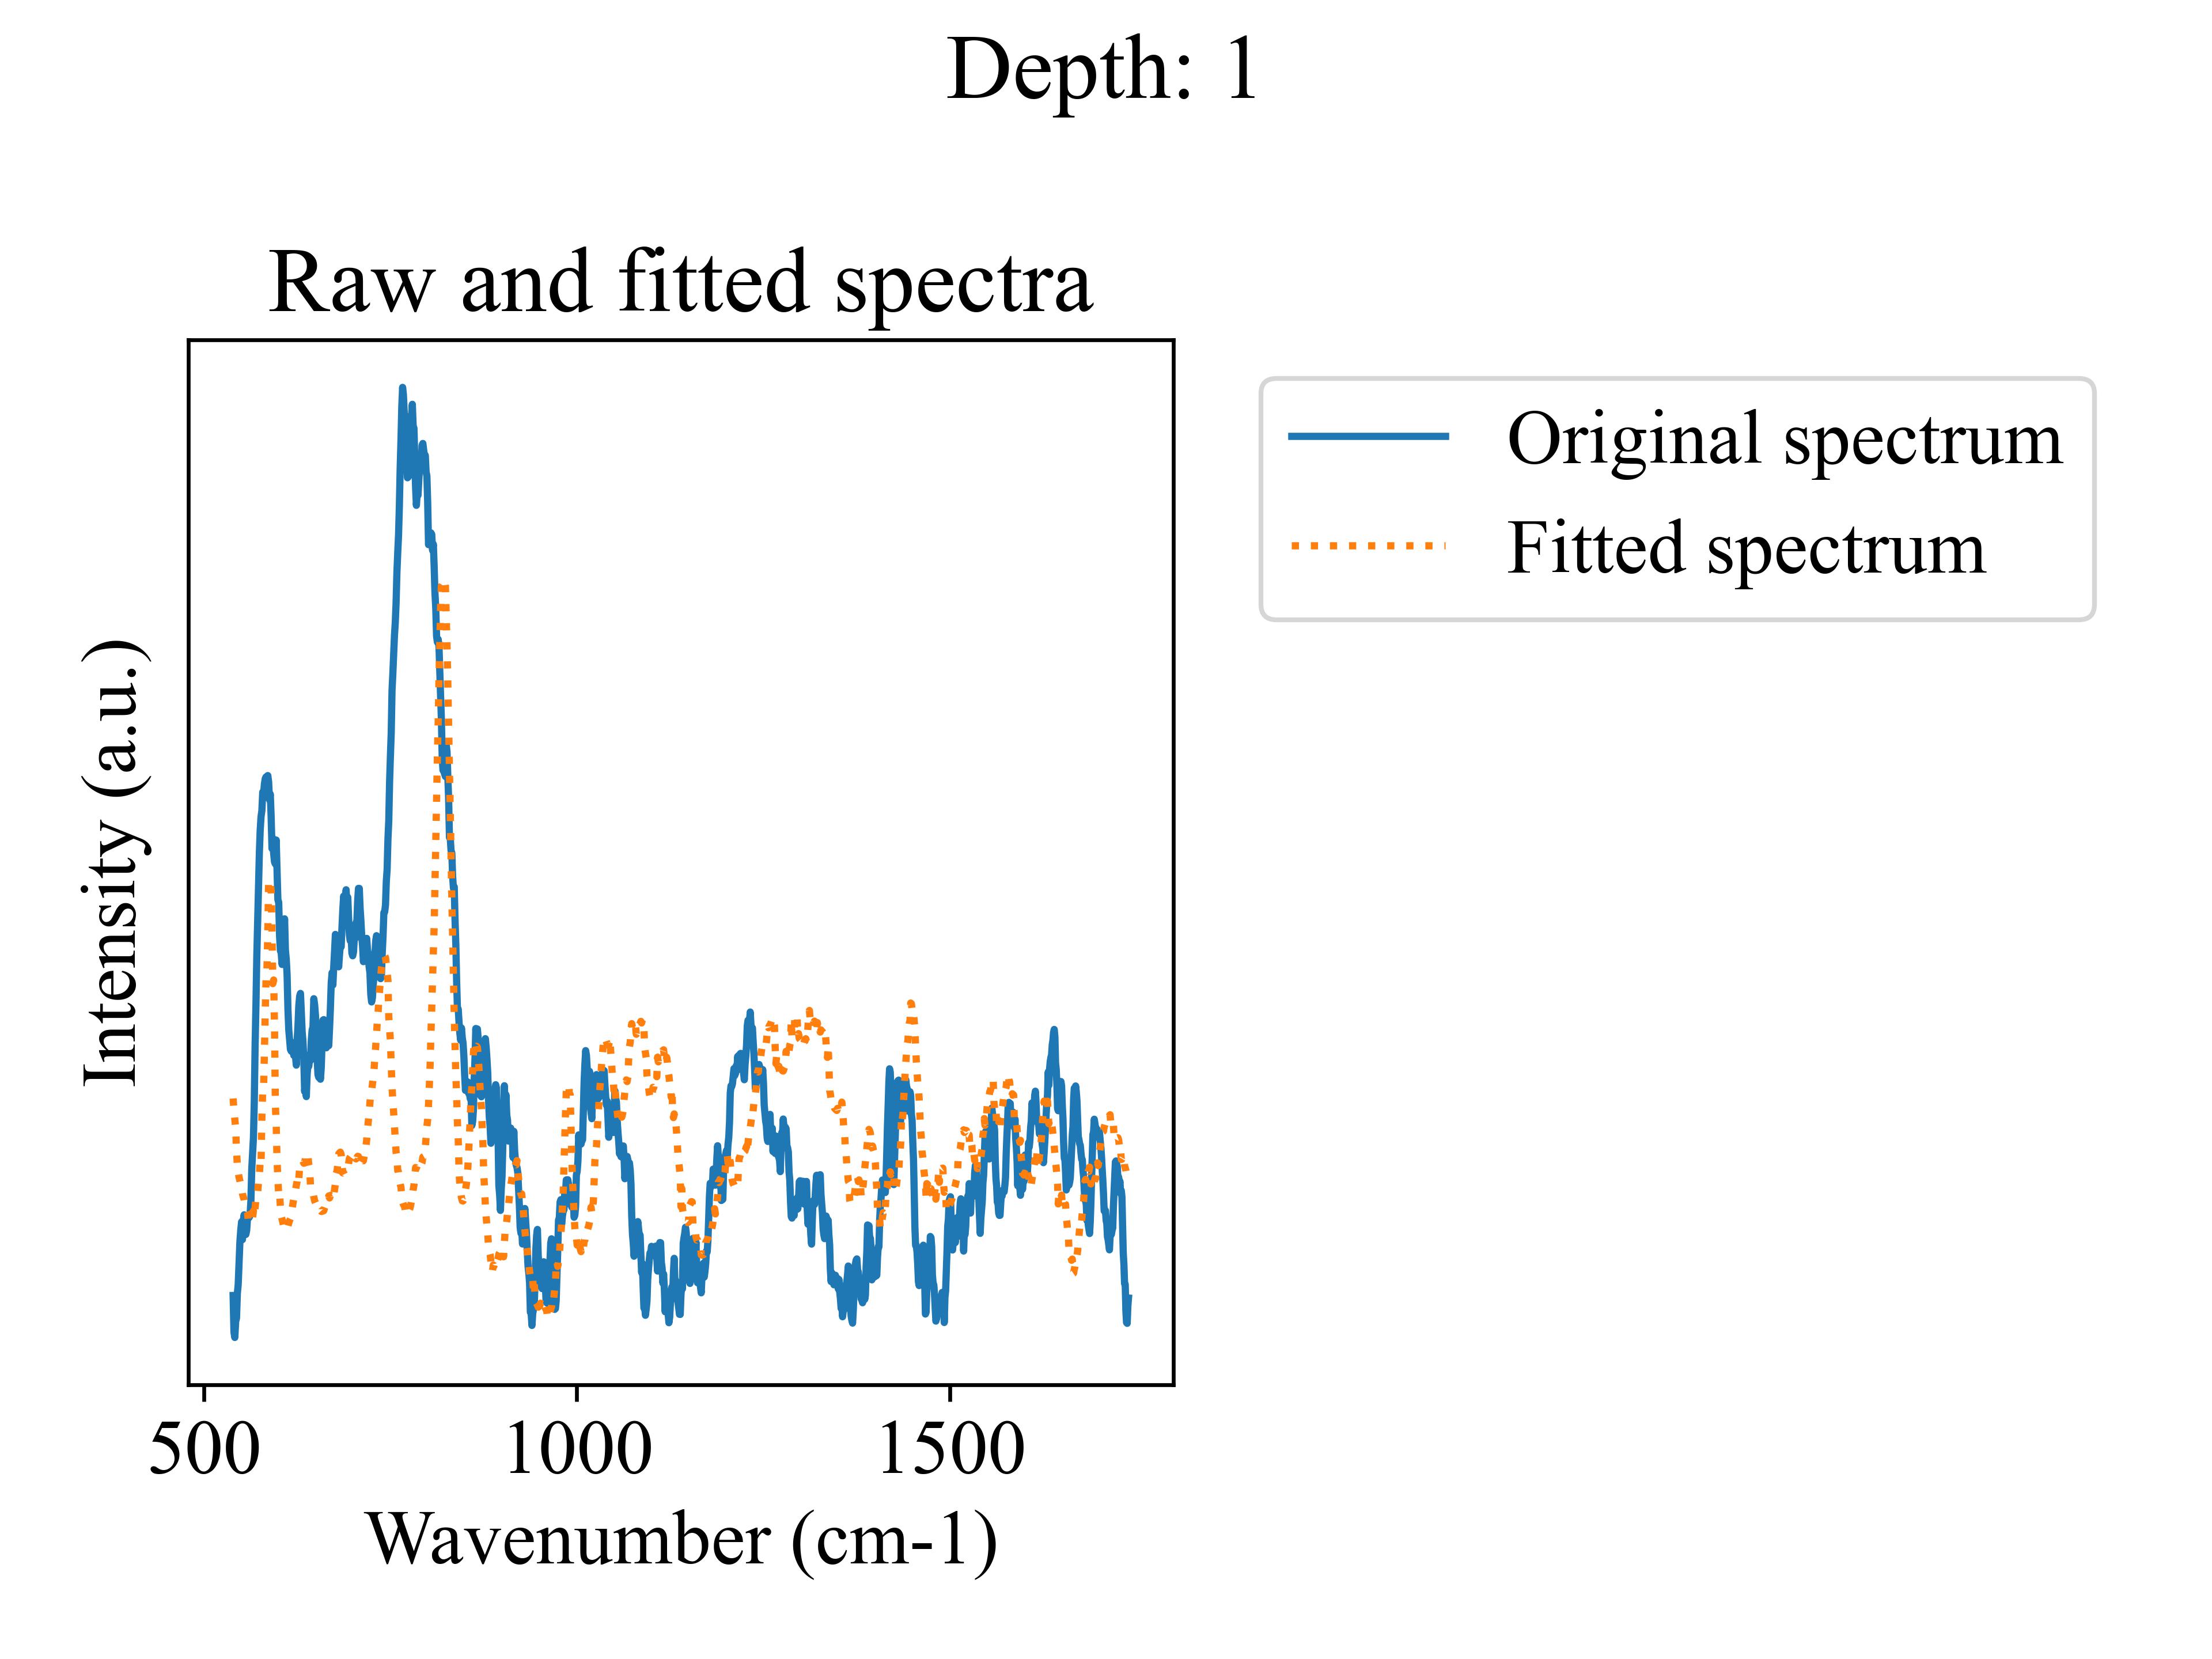 Depth: 1
Raw and fitted spectra
Original spectrum
Fitted spectrum
Intensity (a.u.)
500 1000 1500
Wavenumber (cm-1)